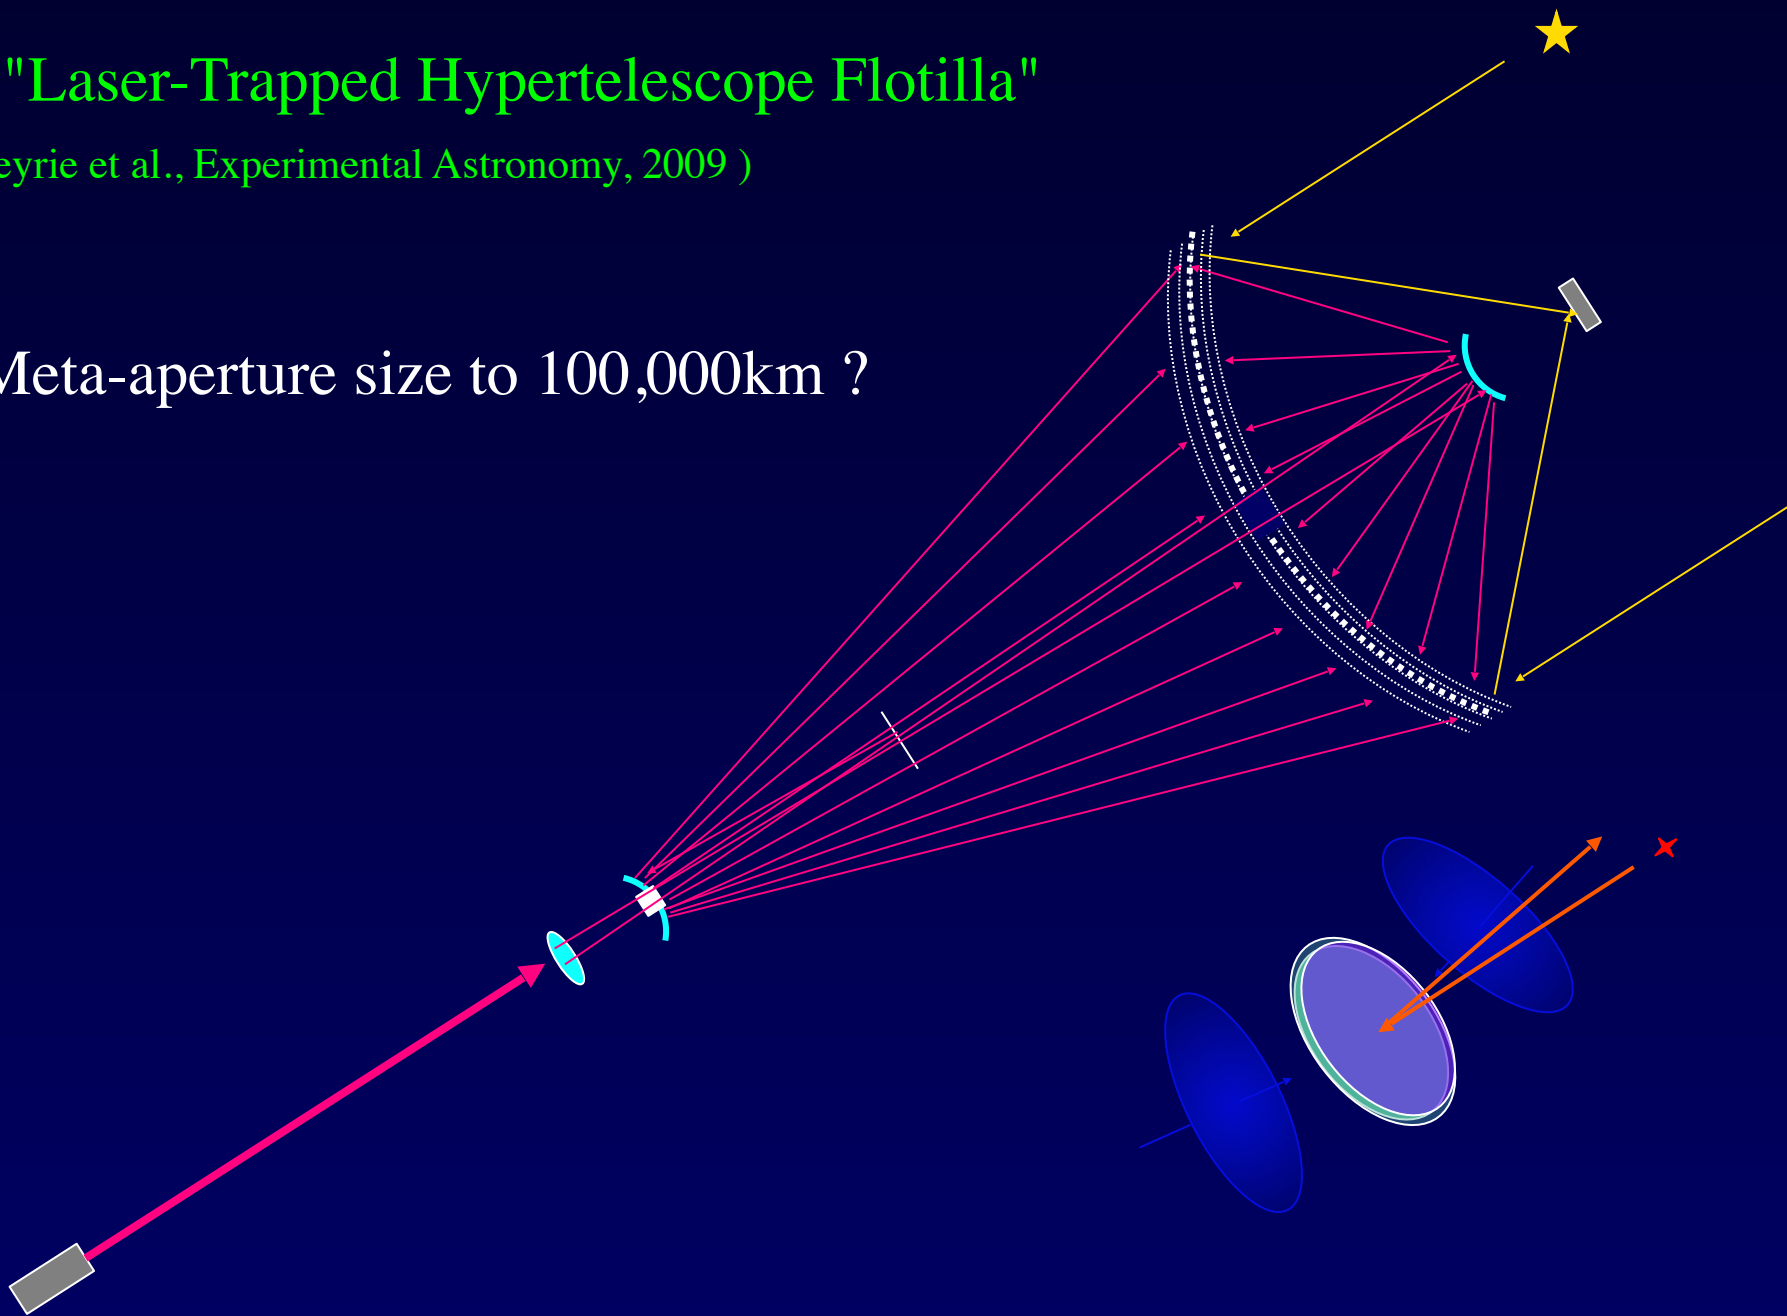 "Laser-Trapped Hypertelescope Flotilla"
eyrie et al., Experimental Astronomy, 2009 )
Meta-aperture size to 100,000km ?